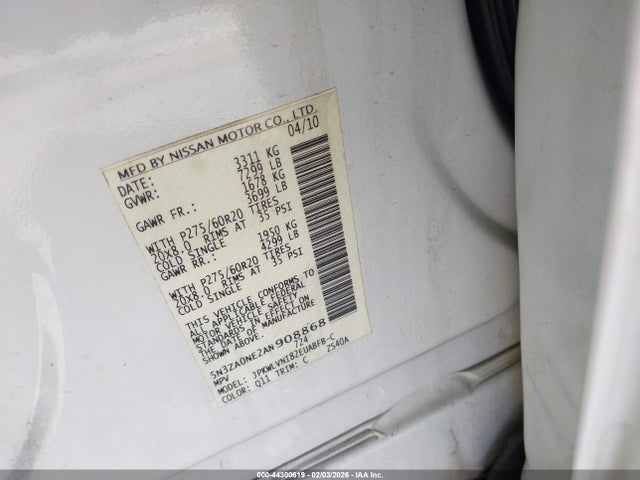 MFD BY NISSAN MOTOR CO., LTD.
DATE: 04/10
GVWR: 3311 KG
7299 LB
GAWR FR.: 1678 KG
3699 LB
WITH P275/60R20 TIRES
20X8.0 RIMS AT 35 PSI
COLD SINGLE
GAWR RR.: 1950 KG
4299 LB
WITH P275/60R20 TIRES
20X8.0 RIMS AT 35 PSI
COLD SINGLE
THIS VEHICLE CONFORMS TO
ALL APPLICABLE FEDERAL
MOTOR VEHICLE SAFETY
STANDARDS IN EFFECT ON
THE DATE OF MANUFACTURE
SHOWN ABOVE.
5N3ZA0NE2AN908868
MPV 724
MODEL: JPKWLVN182EUABFB-C
COLOR: Q11 TRIM: C Z540A
000-44300619 - 02/03/2026 - © IAA Inc.